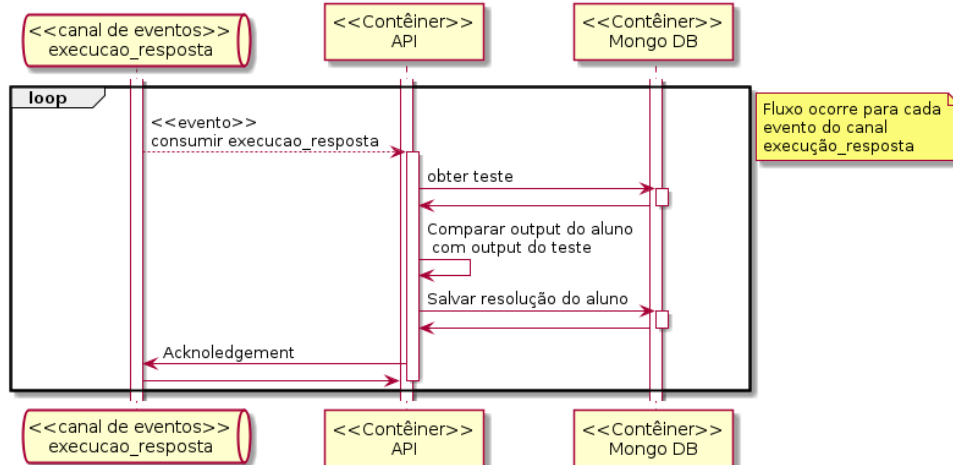 <<canal de eventos>>
execucao_resposta
<<Contêiner>>
API
<<Contêiner>>
Mongo DB
loop
Fluxo ocorre para cada
evento do canal
execução_resposta
<<evento>>
consumir execucao_resposta
obter teste
Comparar output do aluno
com output do teste
Salvar resolução do aluno
Acknoledgement
<<canal de eventos>>
execucao_resposta
<<Contêiner>>
API
<<Contêiner>>
Mongo DB